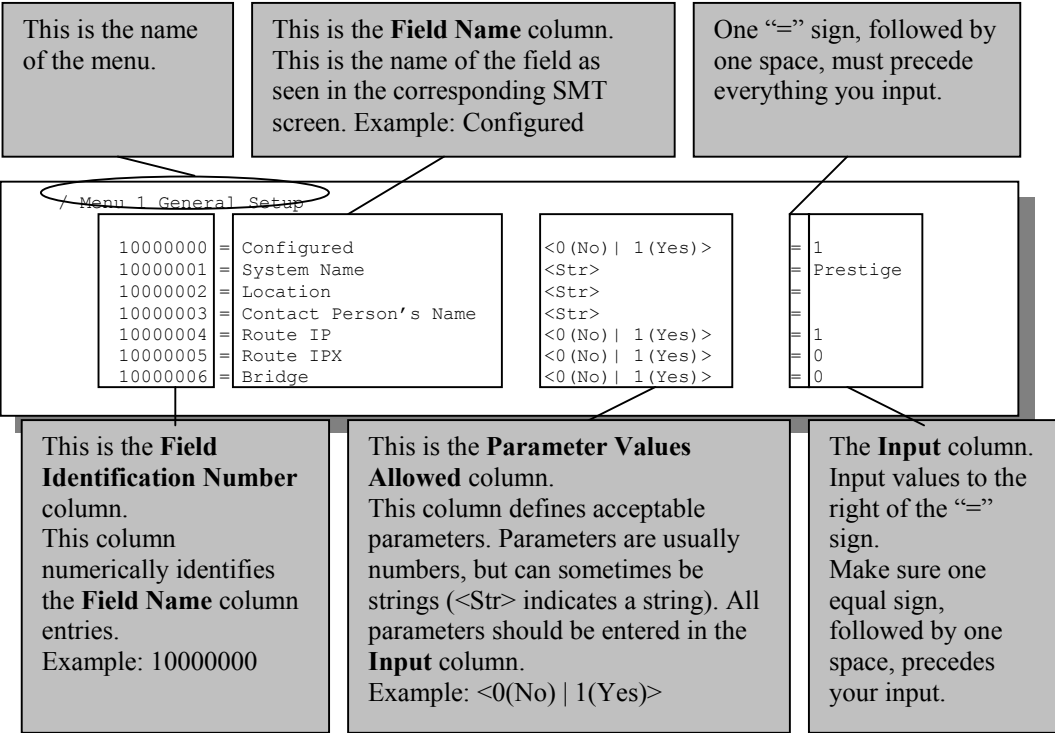 This is the name
of the menu.
This is the Field Name column.
This is the name of the field as
seen in the corresponding SMT
screen. Example: Configured
One “=” sign, followed by
one space, must precede
everything you input.
/ Menu 1 General Setup
10000000 = Configured <0(No)| 1(Yes)> = 1
10000001 = System Name <Str> = Prestige
10000002 = Location <Str> =
10000003 = Contact Person’s Name <Str> =
10000004 = Route IP <0(No)| 1(Yes)> = 1
10000005 = Route IPX <0(No)| 1(Yes)> = 0
10000006 = Bridge <0(No)| 1(Yes)> = 0
This is the Field
Identification Number
column.
This column
numerically identifies
the Field Name column
entries.
Example: 10000000
This is the Parameter Values
Allowed column.
This column defines acceptable
parameters. Parameters are usually
numbers, but can sometimes be
strings (<Str> indicates a string). All
parameters should be entered in the
Input column.
Example: <0(No) | 1(Yes)>
The Input column.
Input values to the
right of the “=”
sign.
Make sure one
equal sign,
followed by one
space, precedes
your input.